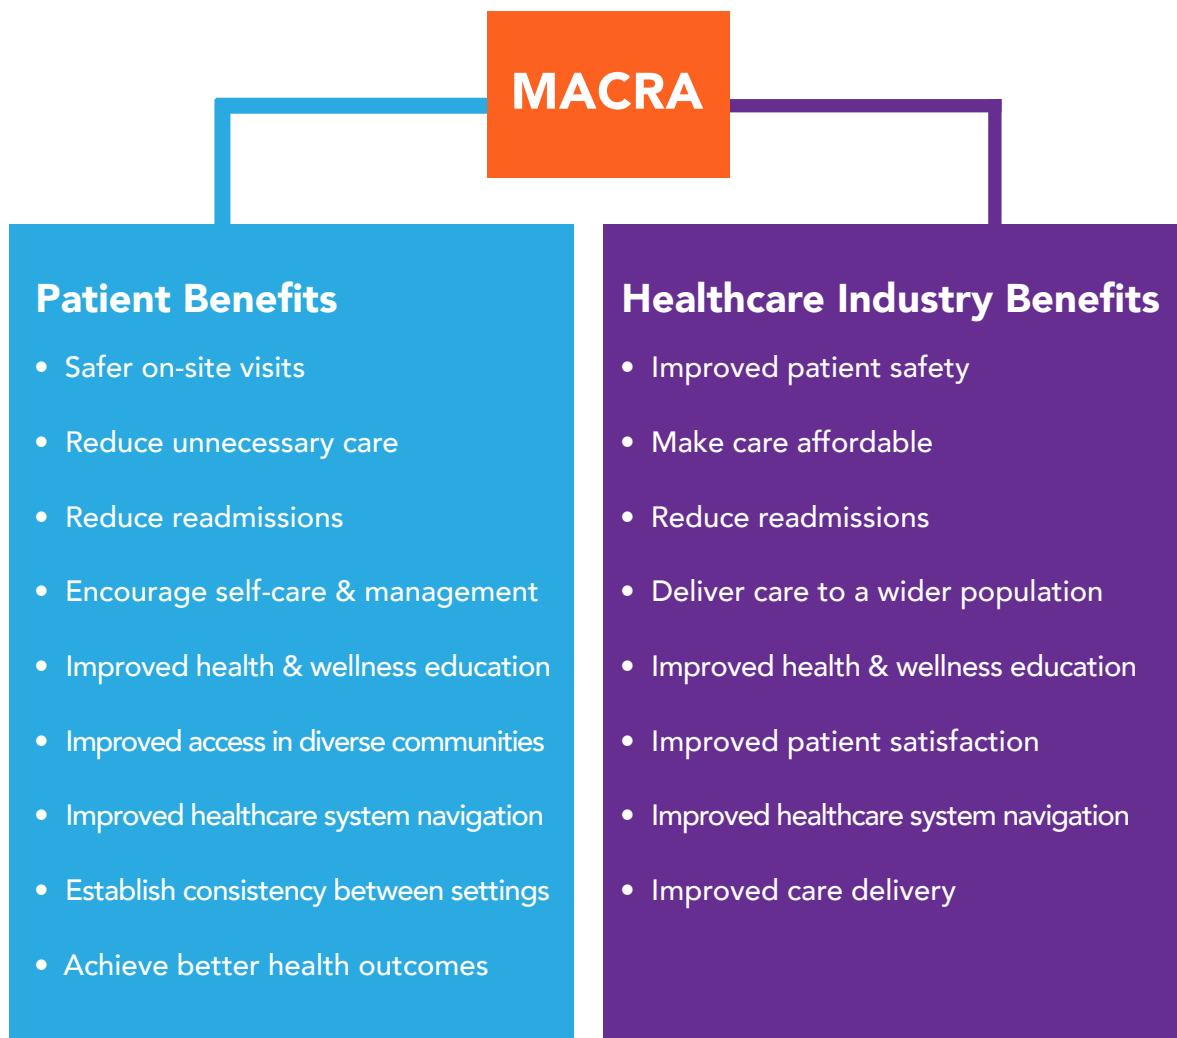 MACRA
Patient Benefits
• Safer on-site visits
• Reduce unnecessary care
• Reduce readmissions
• Encourage self-care & management
• Improved health & wellness education
• Improved access in diverse communities
• Improved healthcare system navigation
• Establish consistency between settings
• Achieve better health outcomes
Healthcare Industry Benefits
• Improved patient safety
• Make care affordable
• Reduce readmissions
• Deliver care to a wider population
• Improved health & wellness education
• Improved patient satisfaction
• Improved healthcare system navigation
• Improved care delivery